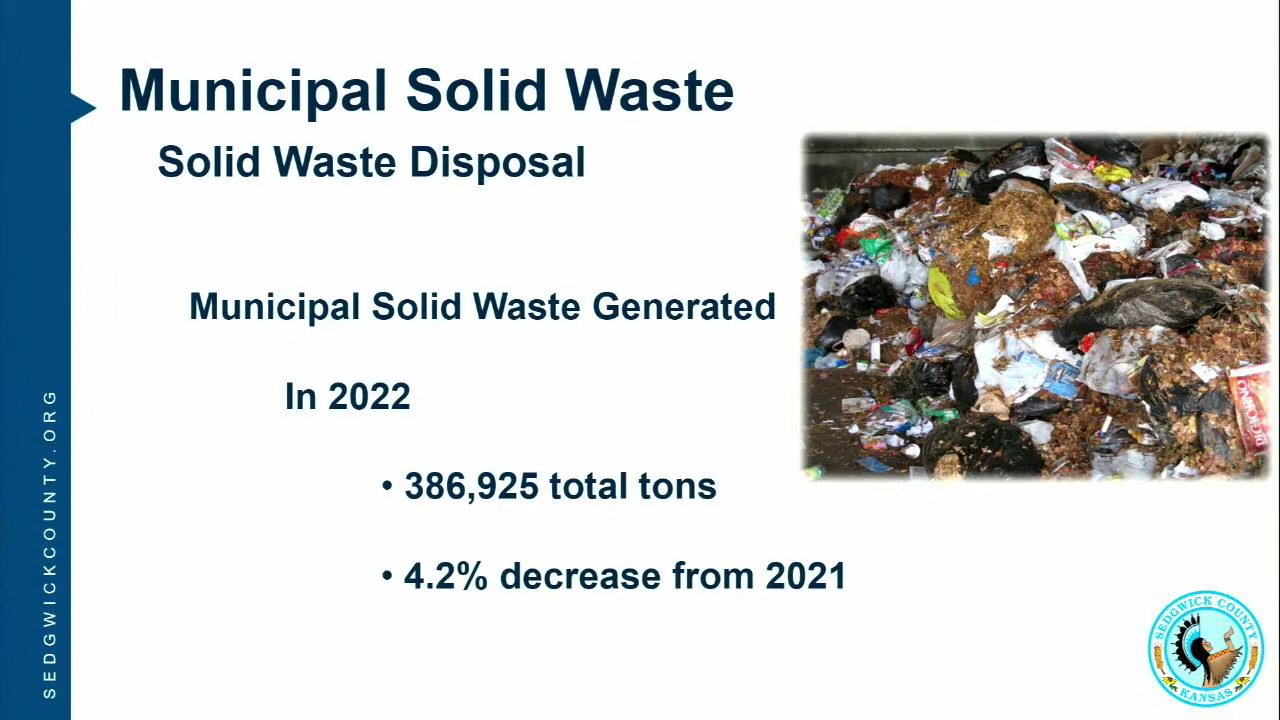 Municipal Solid Waste
Solid Waste Disposal
Municipal Solid Waste Generated
In 2022
• 386,925 total tons
• 4.2% decrease from 2021
SEDGWICKCOUNTY.ORG
DIGIORNO
SEDGWICK COUNTY
KANSAS